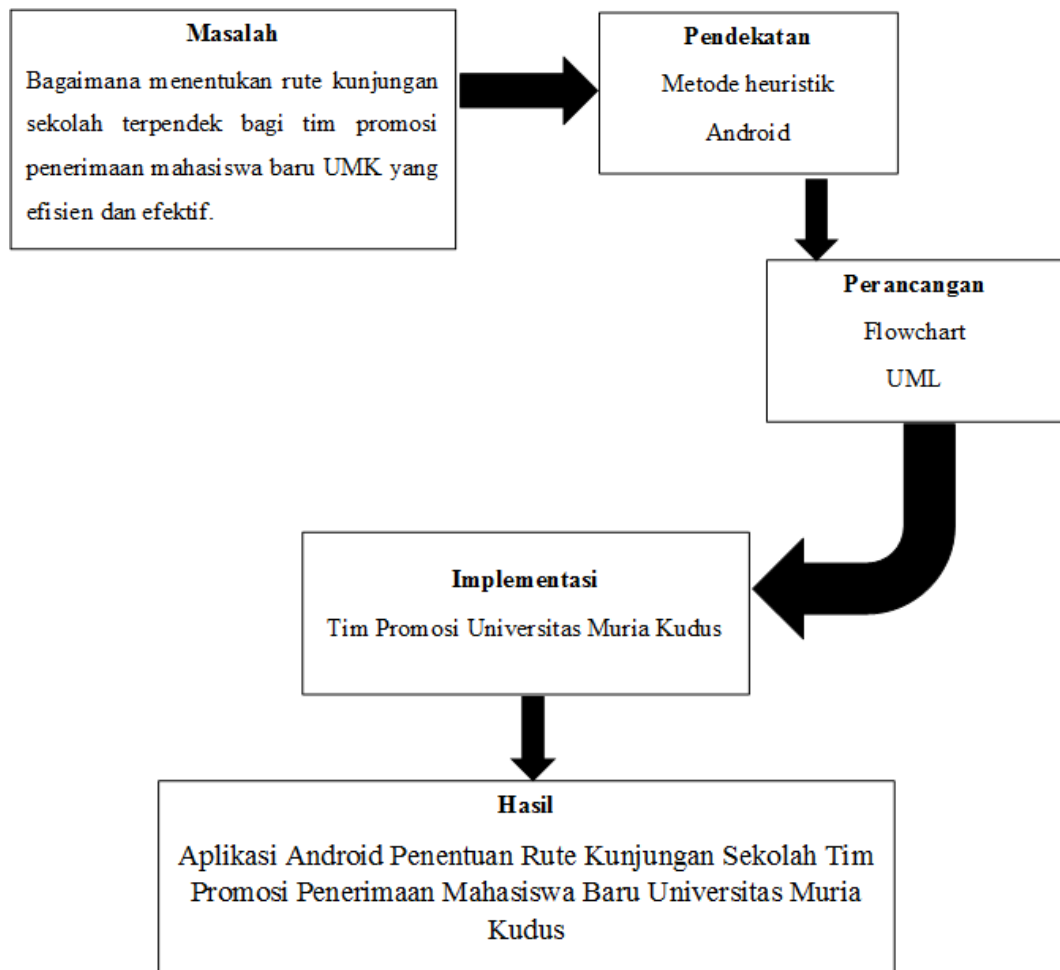 Masalah
Bagaimana menentukan rute kunjungan
sekolah terpendek bagi tim promosi
penerimaan mahasiswa baru UMK yang
efisien dan efektif.
Pendekatan
Metode heuristik
Android
Perancangan
Flowchart
UML
Implementasi
Tim Promosi Universitas Muria Kudus
Hasil
Aplikasi Android Penentuan Rute Kunjungan Sekolah Tim
Promosi Penerimaan Mahasiswa Baru Universitas Muria
Kudus